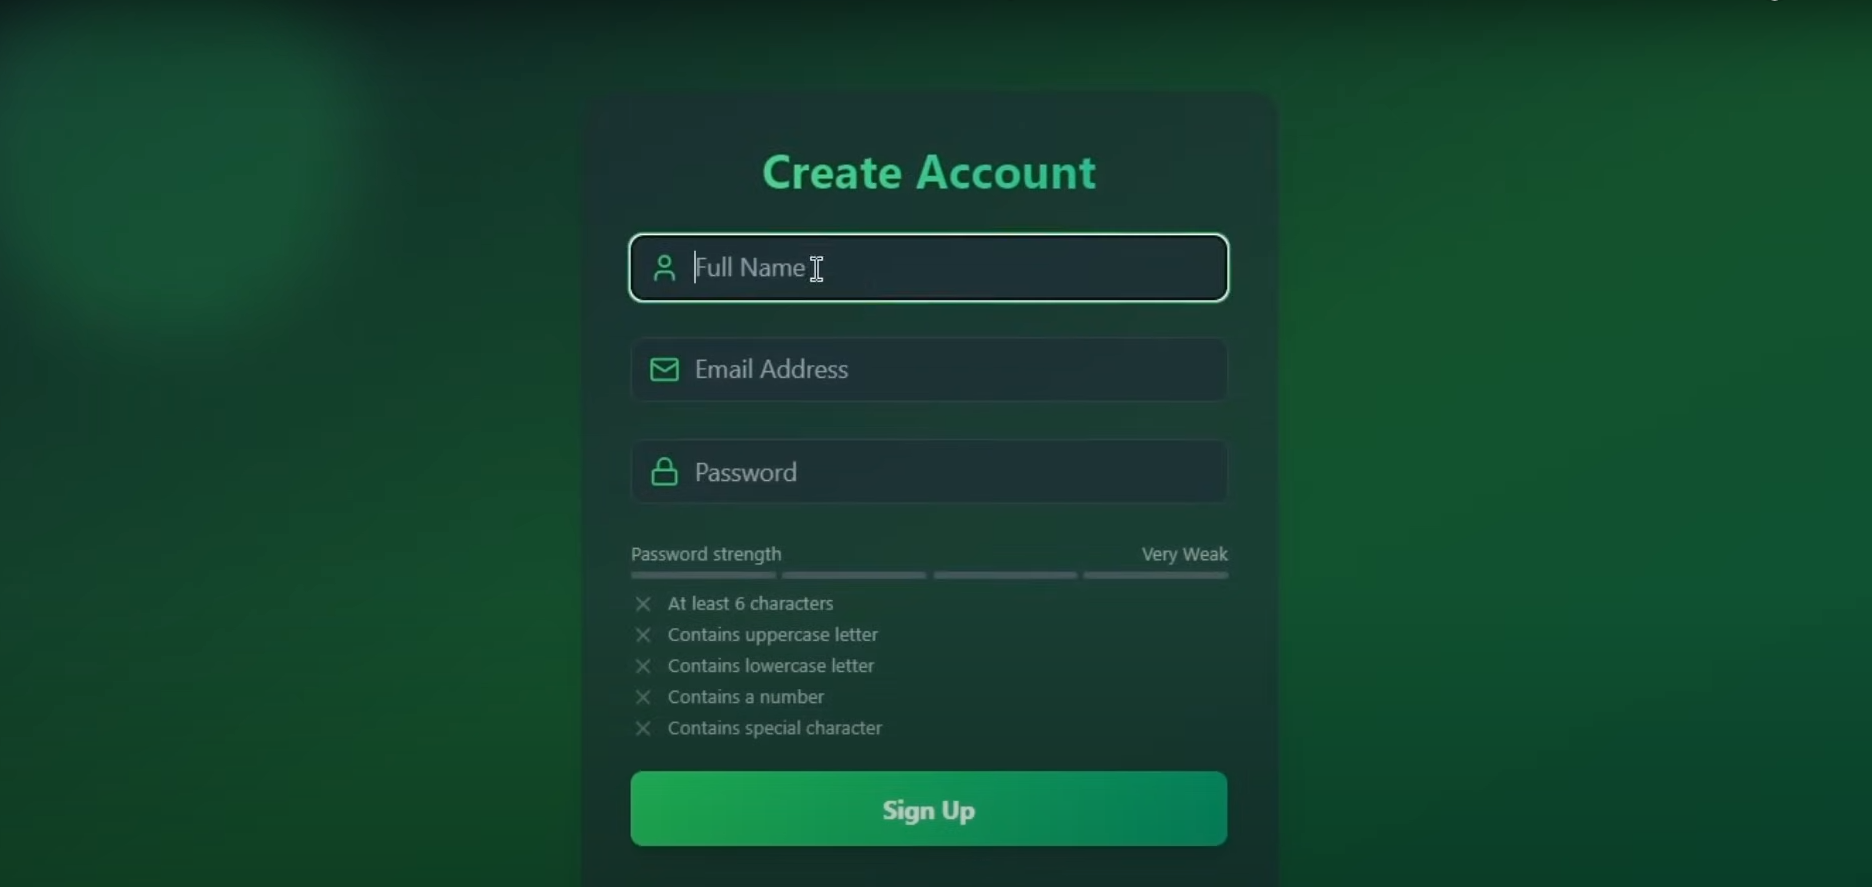 Create Account
Full Name
Email Address
Password
Password strength
Very Weak
At least 6 characters
Contains uppercase letter
Contains lowercase letter
Contains a number
Contains special character
Sign Up